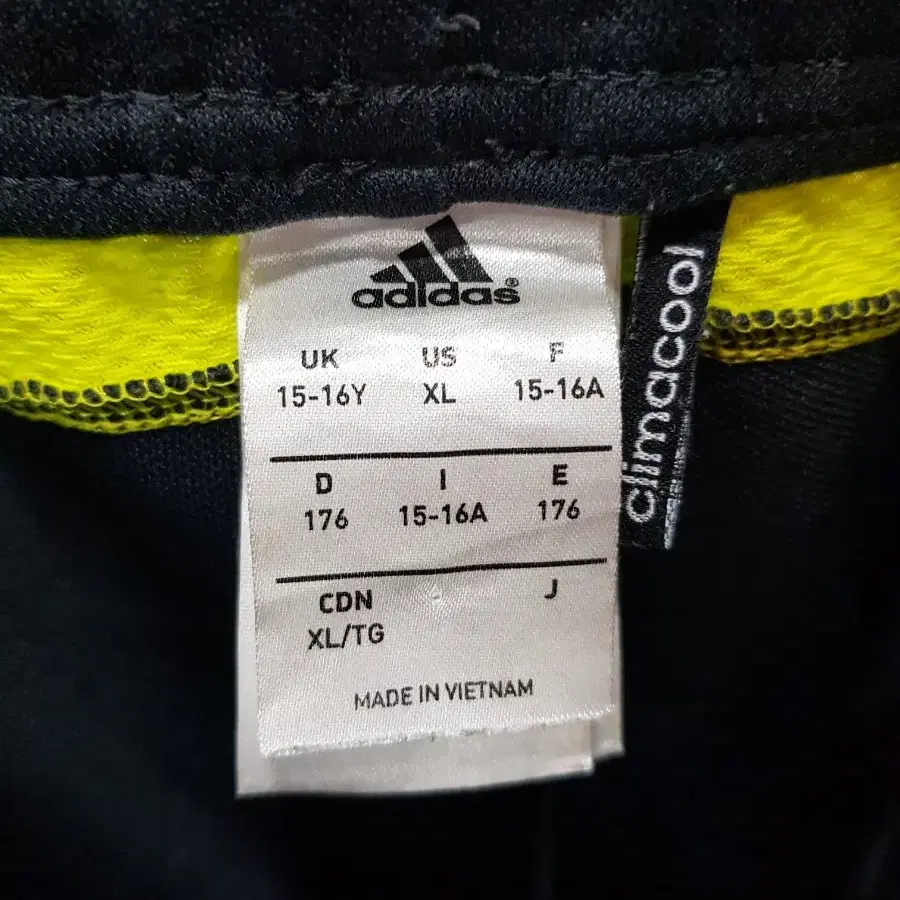 adidas®
UK US F
15-16Y XL 15-16A
D I E
176 15-16A 176
CDN J
XL/TG
MADE IN VIETNAM
climacool